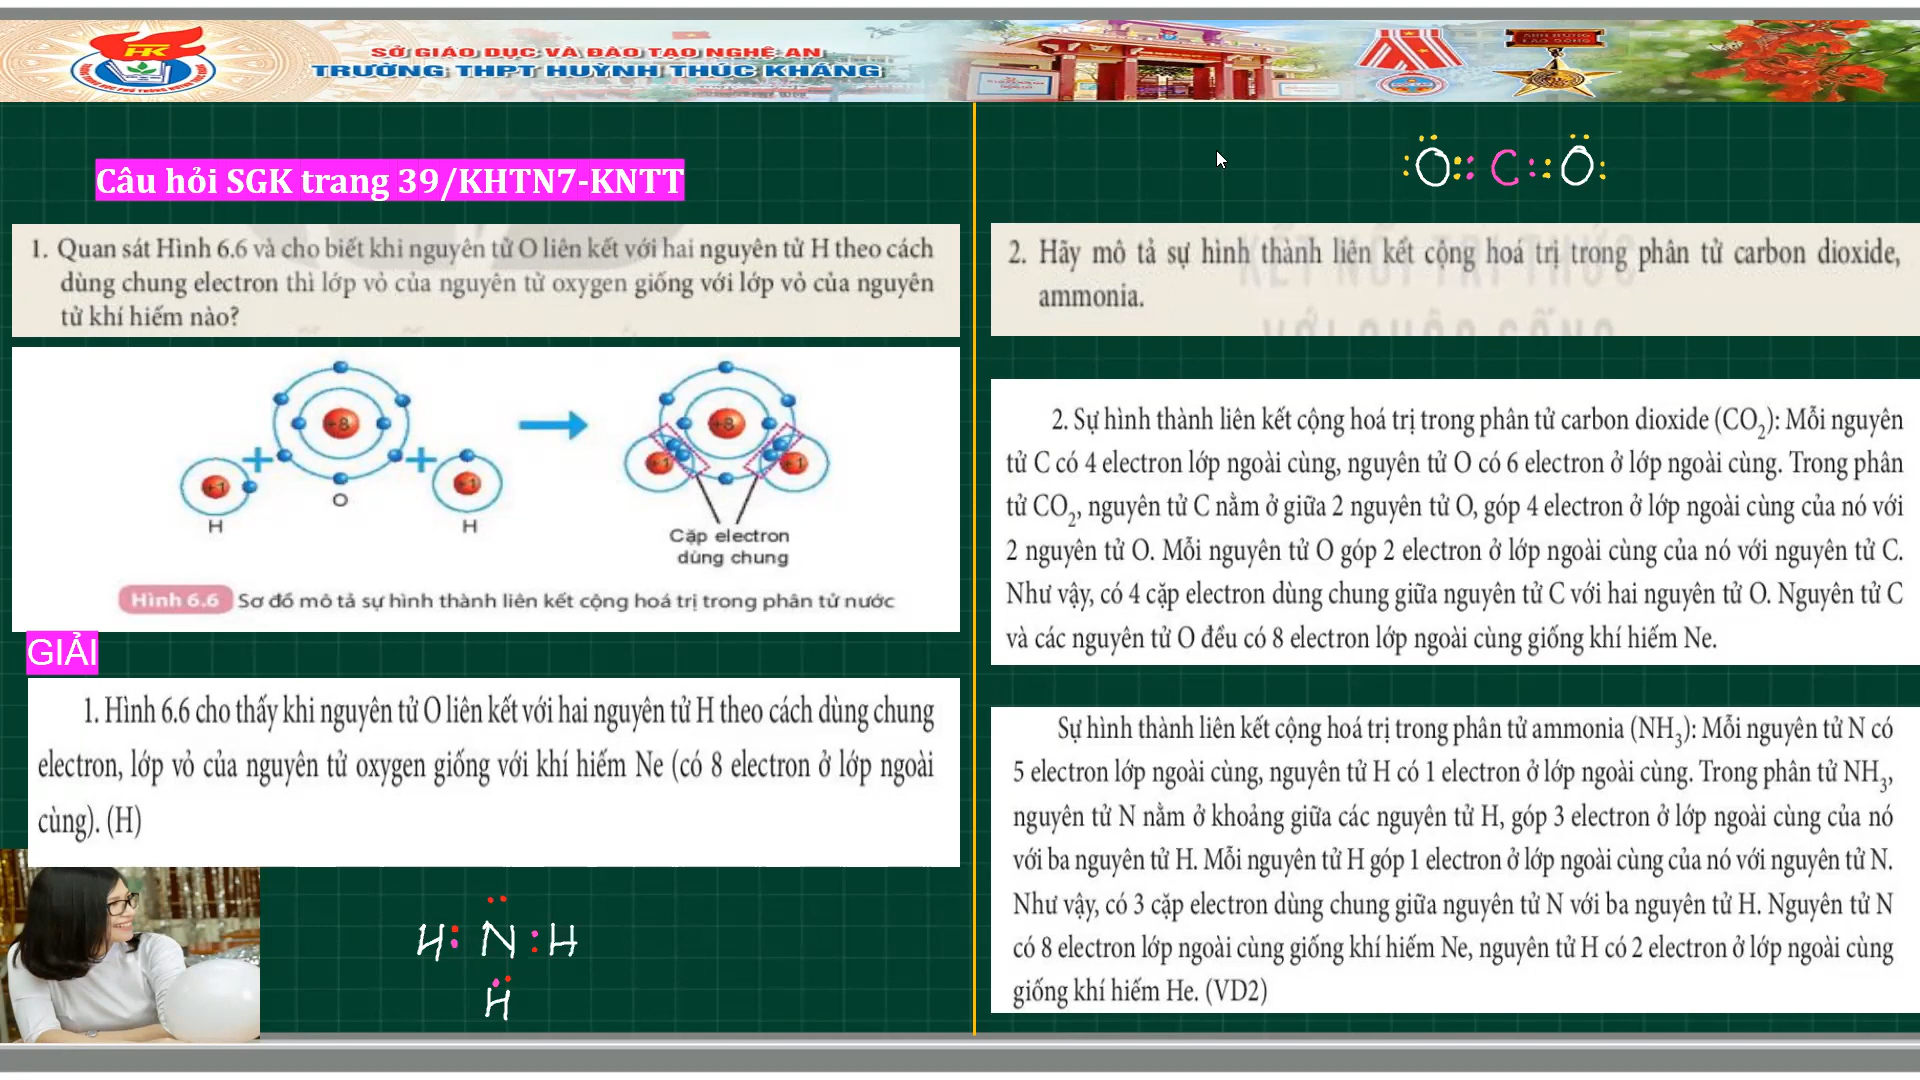 HK
SỞ GIÁO DỤC VÀ ĐÀO TẠO NGHỆ AN
TRƯỜNG THPT HUỲNH THÚC KHÁNG
ANH HÙNG
LAO ĐỘNG
Câu hỏi SGK trang 39/KHTN7-KNTT
1. Quan sát Hình 6.6 và cho biết khi nguyên tử O liên kết với hai nguyên tử H theo cách
dùng chung electron thì lớp vỏ của nguyên tử oxygen giống với lớp vỏ của nguyên
tử khí hiếm nào?
+8
+1
+1
O
H
H
+8
+1
+1
Cặp electron
dùng chung
Hình 6.6 Sơ đồ mô tả sự hình thành liên kết cộng hoá trị trong phân tử nước
GIẢI
1. Hình 6.6 cho thấy khi nguyên tử O liên kết với hai nguyên tử H theo cách dùng chung
electron, lớp vỏ của nguyên tử oxygen giống với khí hiếm Ne (có 8 electron ở lớp ngoài
cùng). (H)
H : N : H
H
O :: C :: O
2. Hãy mô tả sự hình thành liên kết cộng hoá trị trong phân tử carbon dioxide,
ammonia.
KẾT NỐI TRI THỨC
VỚI CUỘC SỐNG
2. Sự hình thành liên kết cộng hoá trị trong phân tử carbon dioxide (CO₂): Mỗi nguyên
tử C có 4 electron lớp ngoài cùng, nguyên tử O có 6 electron ở lớp ngoài cùng. Trong phân
tử CO₂, nguyên tử C nằm ở giữa 2 nguyên tử O, góp 4 electron ở lớp ngoài cùng của nó với
2 nguyên tử O. Mỗi nguyên tử O góp 2 electron ở lớp ngoài cùng của nó với nguyên tử C.
Như vậy, có 4 cặp electron dùng chung giữa nguyên tử C với hai nguyên tử O. Nguyên tử C
và các nguyên tử O đều có 8 electron lớp ngoài cùng giống khí hiếm Ne.
Sự hình thành liên kết cộng hoá trị trong phân tử ammonia (NH₃): Mỗi nguyên tử N có
5 electron lớp ngoài cùng, nguyên tử H có 1 electron ở lớp ngoài cùng. Trong phân tử NH₃,
nguyên tử N nằm ở khoảng giữa các nguyên tử H, góp 3 electron ở lớp ngoài cùng của nó
với ba nguyên tử H. Mỗi nguyên tử H góp 1 electron ở lớp ngoài cùng của nó với nguyên tử N.
Như vậy, có 3 cặp electron dùng chung giữa nguyên tử N với ba nguyên tử H. Nguyên tử N
có 8 electron lớp ngoài cùng giống khí hiếm Ne, nguyên tử H có 2 electron ở lớp ngoài cùng
giống khí hiếm He. (VD2)